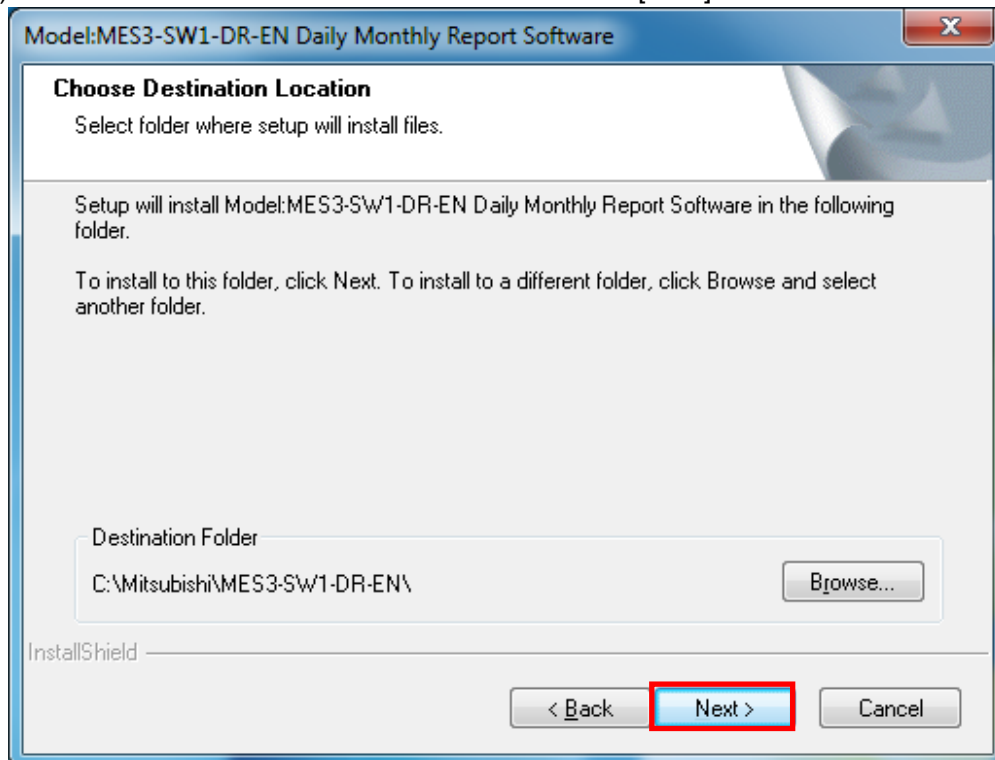 Model:MES3-SW1-DR-EN Daily Monthly Report Software
Choose Destination Location
Select folder where setup will install files.
Setup will install Model:MES3-SW1-DR-EN Daily Monthly Report Software in the following
folder.
To install to this folder, click Next. To install to a different folder, click Browse and select
another folder.
Destination Folder
C:\Mitsubishi\MES3-SW1-DR-EN\
Browse...
InstallShield
< Back
Next >
Cancel